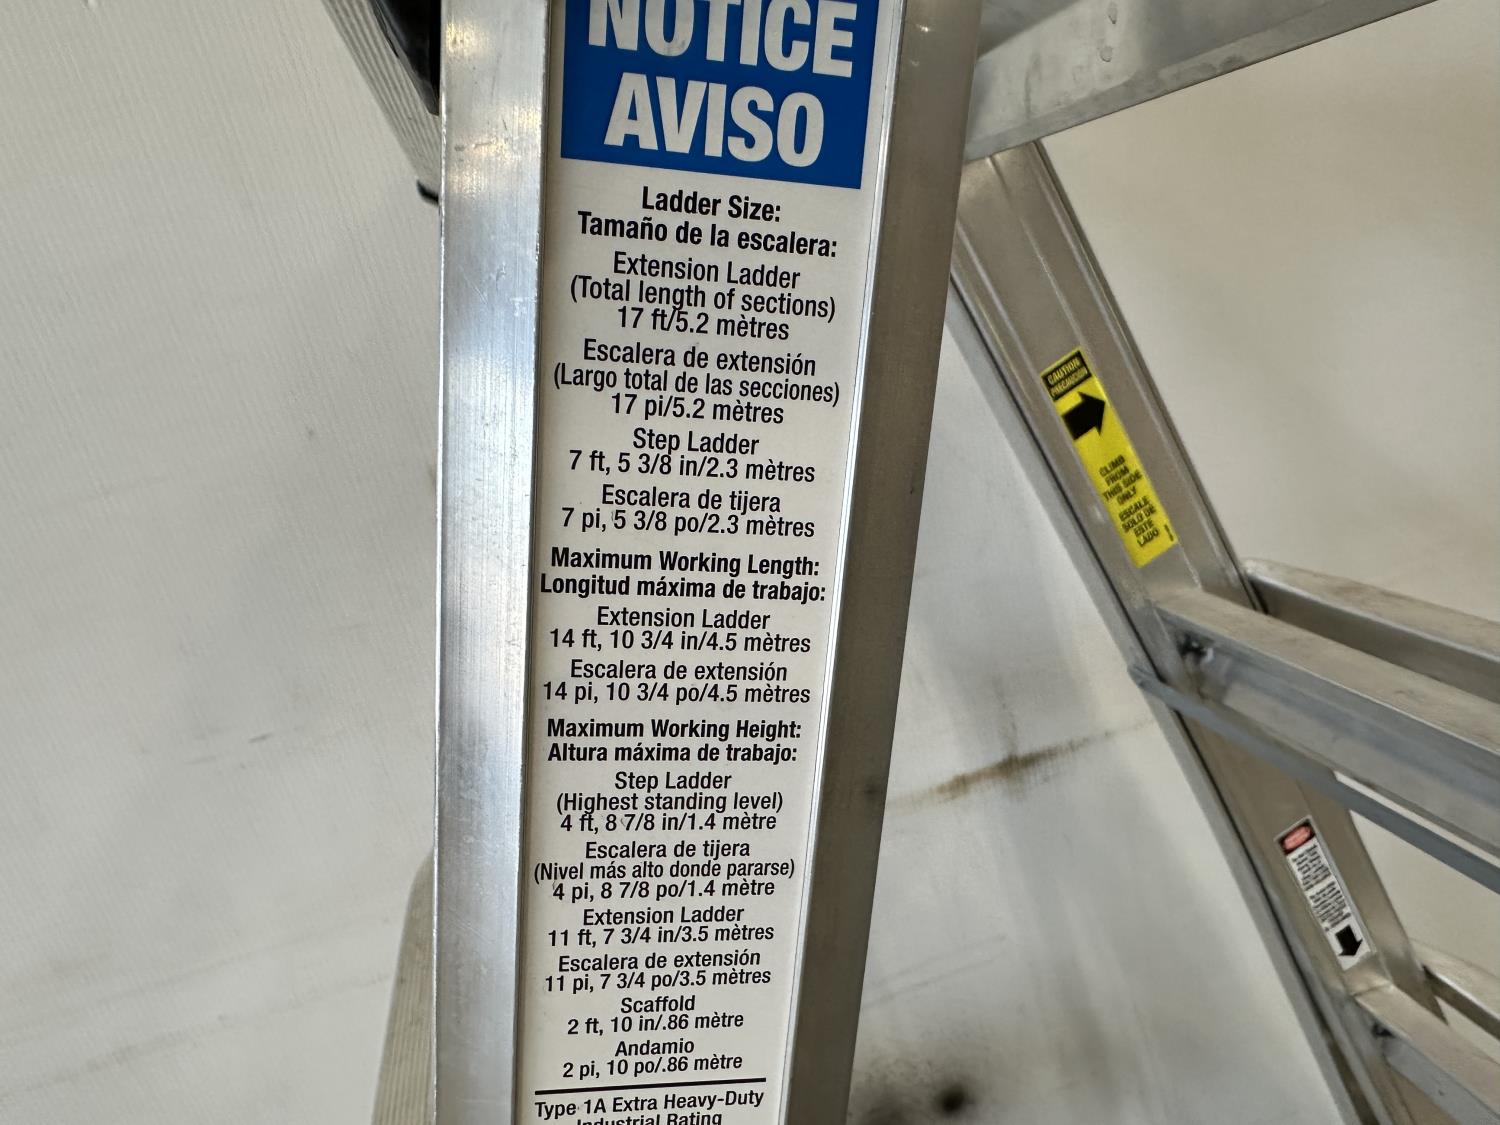 NOTICE
AVISO
Ladder Size:
Tamaño de la escalera:
Extension Ladder
(Total length of sections)
17 ft/5.2 mètres
Escalera de extensión
(Largo total de las secciones)
17 pi/5.2 mètres
Step Ladder
7 ft, 5 3/8 in/2.3 mètres
Escalera de tijera
7 pi, 5 3/8 po/2.3 mètres
Maximum Working Length:
Longitud máxima de trabajo:
Extension Ladder
14 ft, 10 3/4 in/4.5 mètres
Escalera de extensión
14 pi, 10 3/4 po/4.5 mètres
Maximum Working Height:
Altura máxima de trabajo:
Step Ladder
(Highest standing level)
4 ft, 8 7/8 in/1.4 mètre
Escalera de tijera
(Nivel más alto donde pararse)
4 pi, 8 7/8 po/1.4 mètre
Extension Ladder
11 ft, 7 3/4 in/3.5 mètres
Escalera de extensión
11 pi, 7 3/4 po/3.5 mètres
Scaffold
2 ft, 10 in/.86 mètre
Andamio
2 pi, 10 po/.86 mètre
Type 1A Extra Heavy-Duty
Industrial Rating
CAUTION
PRECAUCIÓN
CLIMB
FROM
THIS SIDE
ONLY
ESCALE
SOLO DE
ESTE
LADO